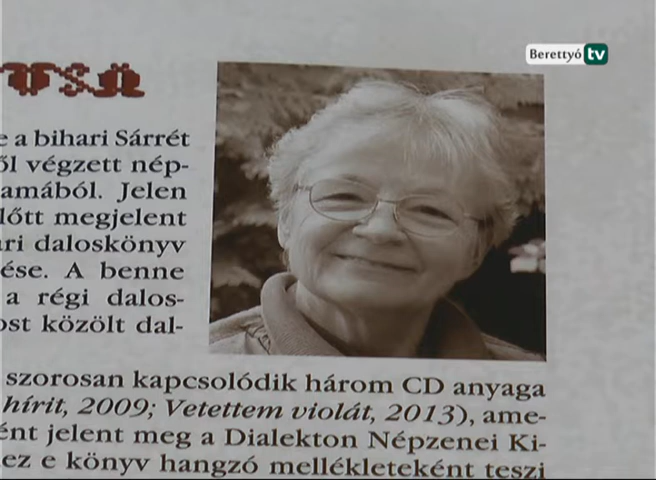 Berettyó tv
e a bihari Sárrét
ől végzett nép-
amából. Jelen
lőtt megjelent
ri daloskönyv
ése. A benne
a régi dalos-
ost közölt dal-
szorosan kapcsolódik három CD anyaga
hírit, 2009; Vetettem violát, 2013), ame-
ént jelent meg a Dialekton Népzenei Ki-
ez e könyv hangzó mellékleteként teszi